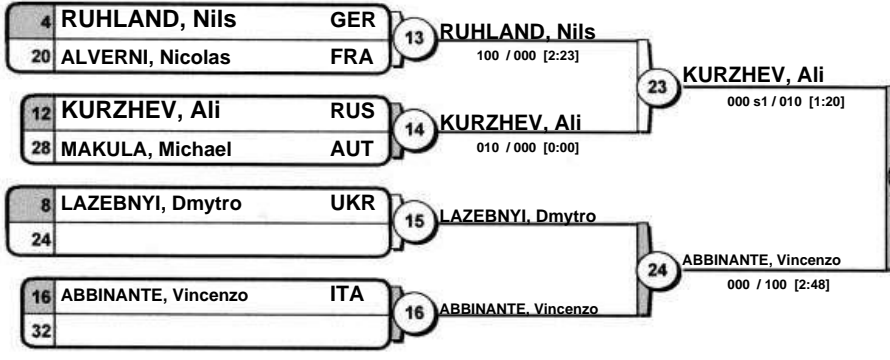 4 RUHLAND, Nils GER
20 ALVERNI, Nicolas FRA
13 RUHLAND, Nils
100 / 000 [2:23]
12 KURZHEV, Ali RUS
28 MAKULA, Michael AUT
14 KURZHEV, Ali
010 / 000 [0:00]
23 KURZHEV, Ali
000 s1 / 010 [1:20]
8 LAZEBNYI, Dmytro UKR
24
15 LAZEBNYI, Dmytro
16 ABBINANTE, Vincenzo ITA
32
16 ABBINANTE, Vincenzo
24 ABBINANTE, Vincenzo
000 / 100 [2:48]